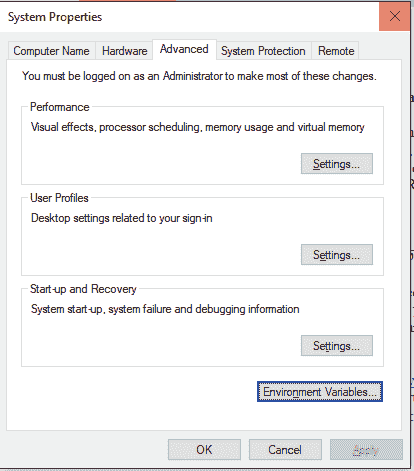 System Properties
Computer Name Hardware Advanced System Protection Remote
You must be logged on as an Administrator to make most of these changes.
Performance
Visual effects, processor scheduling, memory usage and virtual memory
Settings...
User Profiles
Desktop settings related to your sign-in
Settings...
Start-up and Recovery
System start-up, system failure and debugging information
Settings...
Environment Variables...
OK Cancel Apply